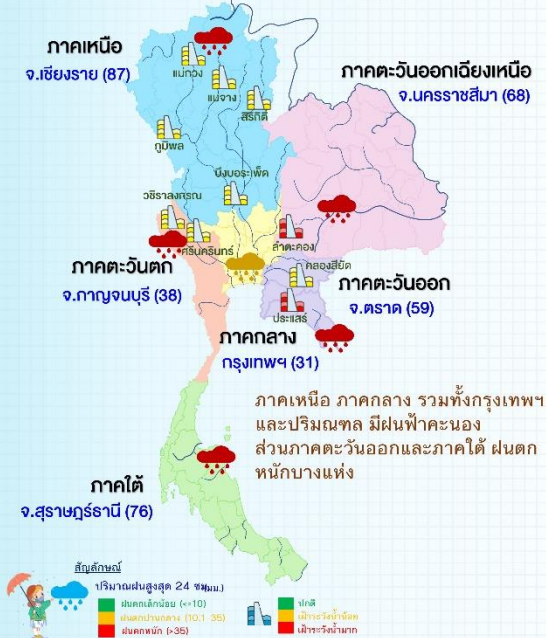 ภาคเหนือ
จ.เชียงราย (87)
แม่กวง
แม่จาง
สิริกิติ์
ภูมิพล
บึงบอระเพ็ด
ภาคตะวันออกเฉียงเหนือ
จ.นครราชสีมา (68)
วชิราลงกรณ
ศรีนครินทร์
ลำตะคอง
คลองสียัด
ประแสร์
ภาคตะวันตก
จ.กาญจนบุรี (38)
ภาคตะวันออก
จ.ตราด (59)
ภาคกลาง
กรุงเทพฯ (31)
ภาคเหนือ ภาคกลาง รวมทั้งกรุงเทพฯ
และปริมณฑล มีฝนฟ้าคะนอง
ส่วนภาคตะวันออกและภาคใต้ ฝนตก
หนักบางแห่ง
ภาคใต้
จ.สุราษฎร์ธานี (76)
สัญลักษณ์
ปริมาณฝนสูงสุด 24 ชม.(มม.)
ฝนตกเล็กน้อย (<=10)
ฝนตกปานกลาง (10.1-35)
ฝนตกหนัก (>35)
ปกติ
เฝ้าระวังน้ำน้อย
เฝ้าระวังน้ำมาก